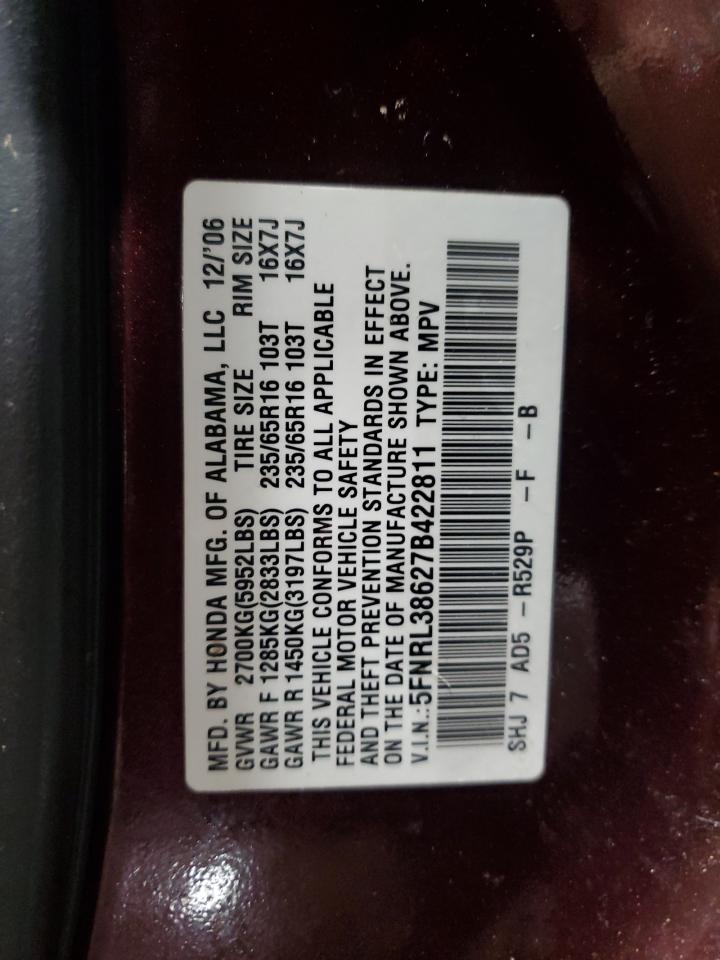 MFD. BY HONDA MFG. OF ALABAMA, LLC 12/'06
GVWR 2700KG(5952LBS) TIRE SIZE RIM SIZE
GAWR F 1285KG(2833LBS) 235/65R16 103T 16X7J
GAWR R 1450KG(3197LBS) 235/65R16 103T 16X7J
THIS VEHICLE CONFORMS TO ALL APPLICABLE
FEDERAL MOTOR VEHICLE SAFETY
AND THEFT PREVENTION STANDARDS IN EFFECT
ON THE DATE OF MANUFACTURE SHOWN ABOVE.
V.I.N.:5FNRL38627B422811 TYPE: MPV
SHJ 7 AD5 –R529P –F –B